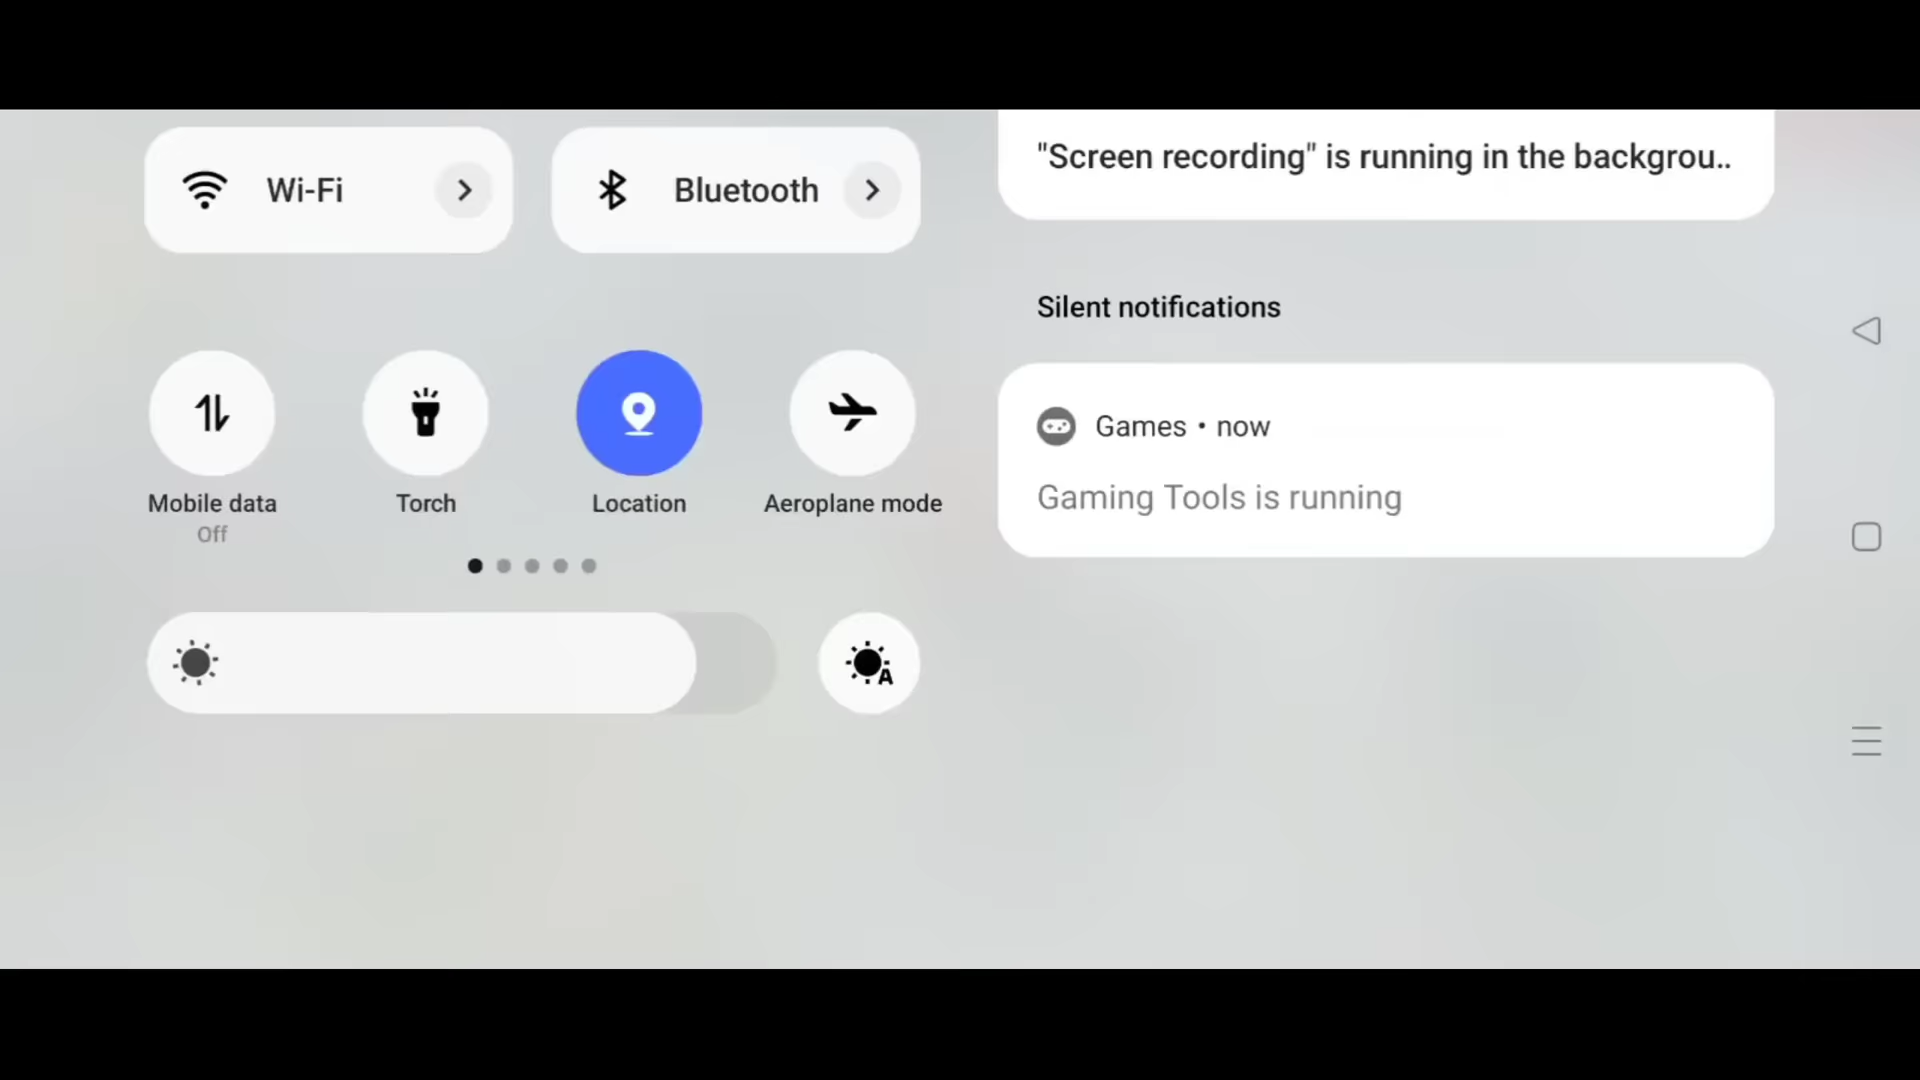 Wi-Fi
Bluetooth
Mobile data
Off
Torch
Location
Aeroplane mode
A
"Screen recording" is running in the backgrou..
Silent notifications
Games • now
Gaming Tools is running